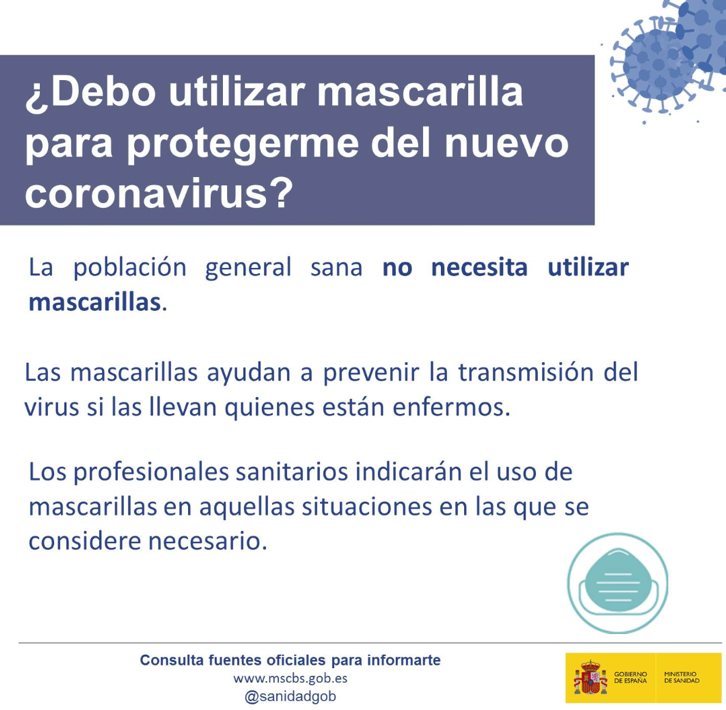 ¿Debo utilizar mascarilla
para protegerme del nuevo
coronavirus?
La población general sana no necesita utilizar
mascarillas.
Las mascarillas ayudan a prevenir la transmisión del
virus si las llevan quienes están enfermos.
Los profesionales sanitarios indicarán el uso de
mascarillas en aquellas situaciones en las que se
considere necesario.
Consulta fuentes oficiales para informarte
www.mscbs.gob.es
@sanidadgob
GOBIERNO
DE ESPAÑA
MINISTERIO
DE SANIDAD